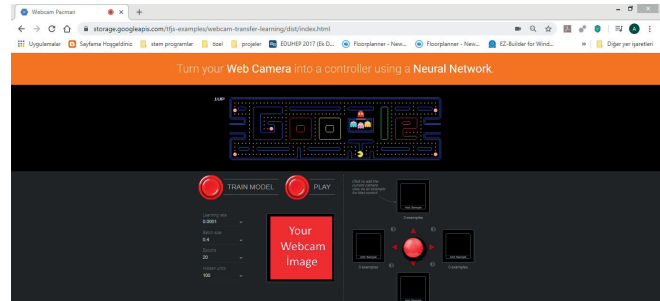 Webcam Pacman
storage.googleapis.com/tfjs-examples/webcam-transfer-learning/dist/index.html
Uygulamalar Sayfama Hoşgeldiniz stem programlar özel projeler EDUHEP 2017 (Ek D... Floorplanner - New... Floorplanner - New... EZ-Builder for Wind... » Diğer yer işaretleri
Turn your Web Camera into a controller using a Neural Network.
1UP
TRAIN MODEL PLAY
Click to add the
current camera
view as an example
for that control
Learning rate
0.0001
Batch size
0.4
Epochs
20
Hidden units
100
Your
Webcam
Image
Add Sample
3 examples
Add Sample
3 examples
Add Sample
3 examples
Add Sample